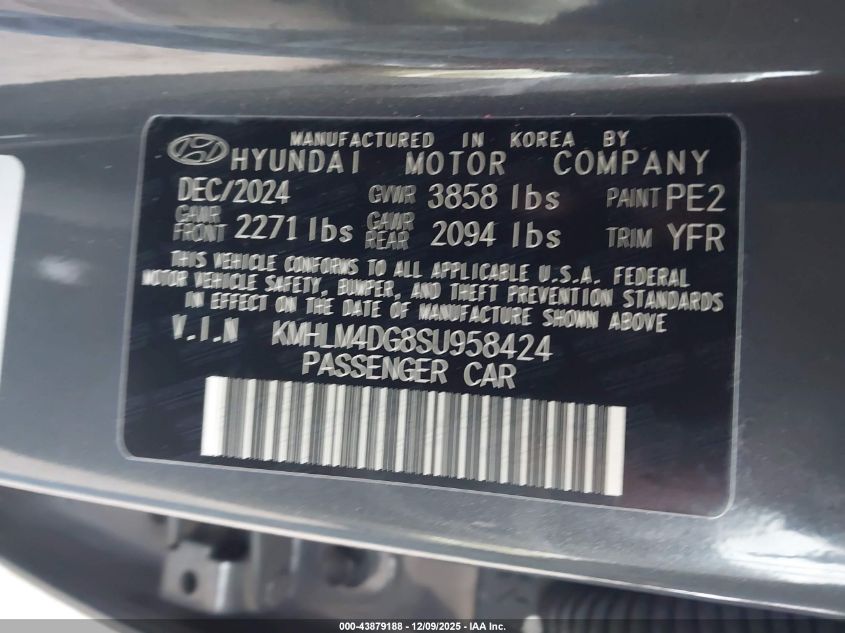 MANUFACTURED IN KOREA BY
HYUNDAI MOTOR COMPANY
DEC/2024 GVWR 3858 lbs PAINT PE2
GAWR FRONT 2271 lbs GAWR REAR 2094 lbs TRIM YFR
THIS VEHICLE CONFORMS TO ALL APPLICABLE U.S.A. FEDERAL
MOTOR VEHICLE SAFETY, BUMPER, AND THEFT PREVENTION STANDARDS
IN EFFECT ON THE DATE OF MANUFACTURE SHOWN ABOVE
V.I.N KMHLM4DG8SU958424
PASSENGER CAR
000-43879188 - 12/09/2025 - IAA Inc.